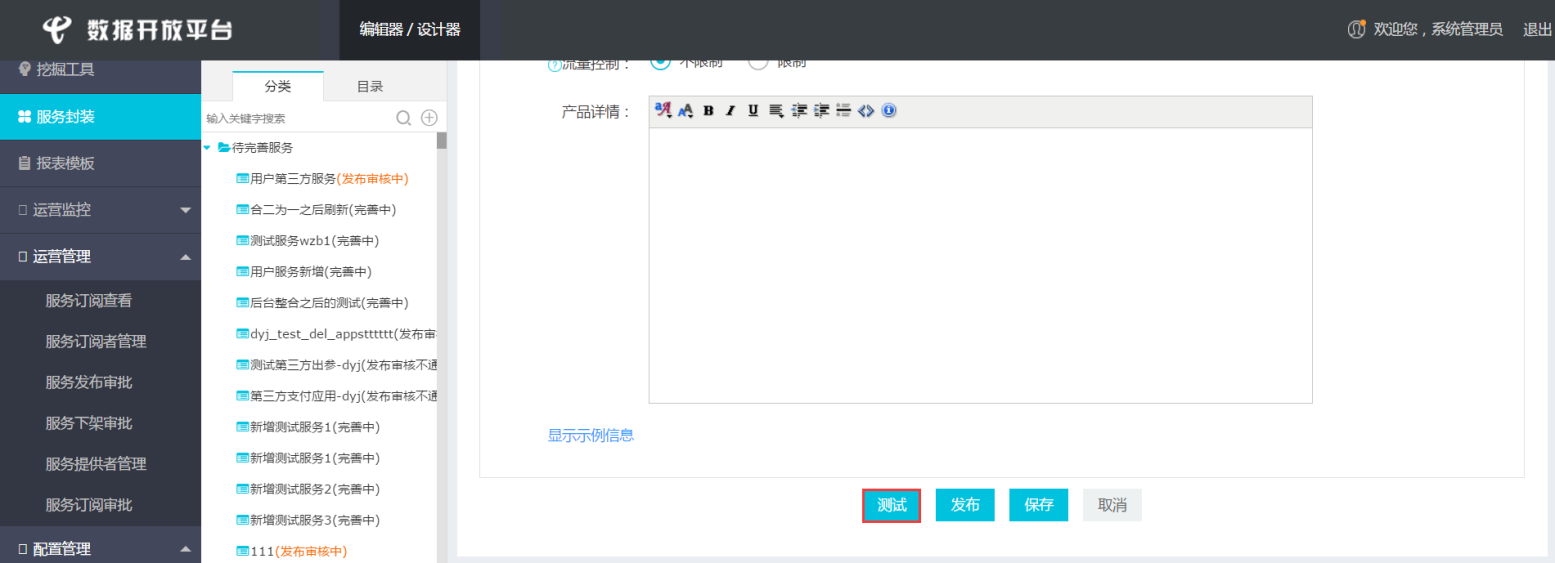 数据开放平台
编辑器 / 设计器
欢迎您，系统管理员
退出
挖掘工具
服务封装
报表模板
运营监控
运营管理
服务订阅查看
服务订阅者管理
服务发布审批
服务下架审批
服务提供者管理
服务订阅审批
配置管理
分类
目录
输入关键字搜索
待完善服务
用户第三方服务(发布审核中)
合二为一之后刷新(完善中)
测试服务wzb1(完善中)
用户服务新增(完善中)
后台整合之后的测试(完善中)
dyj_test_del_appstttttt(发布审
测试第三方出参-dyj(发布审核不通
第三方支付应用-dyj(发布审核不通
新增测试服务1(完善中)
新增测试服务1(完善中)
新增测试服务2(完善中)
新增测试服务3(完善中)
111(发布审核中)
流量控制：
不限制
限制
产品详情：
显示示例信息
测试
发布
保存
取消